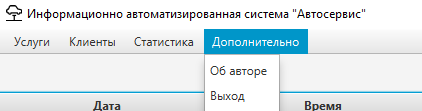 Информационно автоматизированная система "Автосервис"
Услуги Клиенты Статистика Дополнительно
Об авторе
Выход
Дата Время